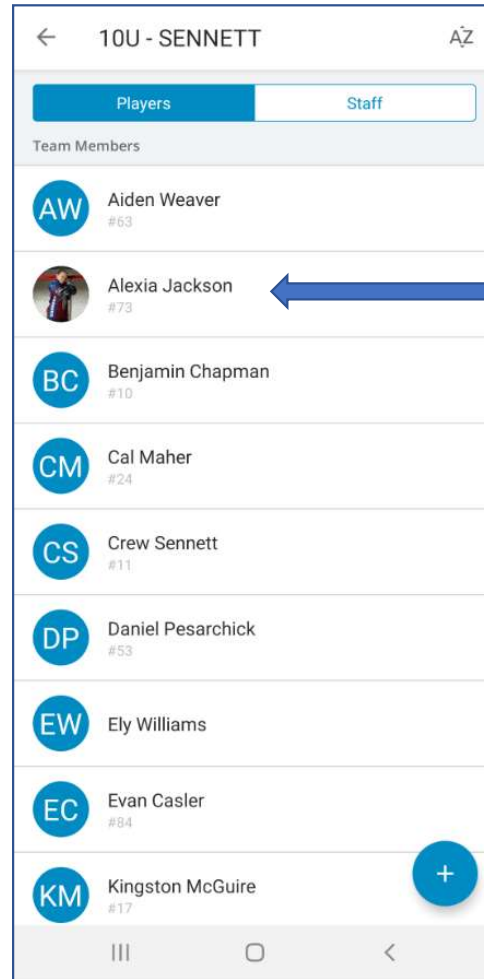 10U - SENNETT
AZ
Players
Staff
Team Members
AW
Aiden Weaver
#63
Alexia Jackson
#73
BC
Benjamin Chapman
#10
CM
Cal Maher
#24
CS
Crew Sennett
#11
DP
Daniel Pesarchick
#53
EW
Ely Williams
EC
Evan Casler
#84
KM
Kingston McGuire
#17
+